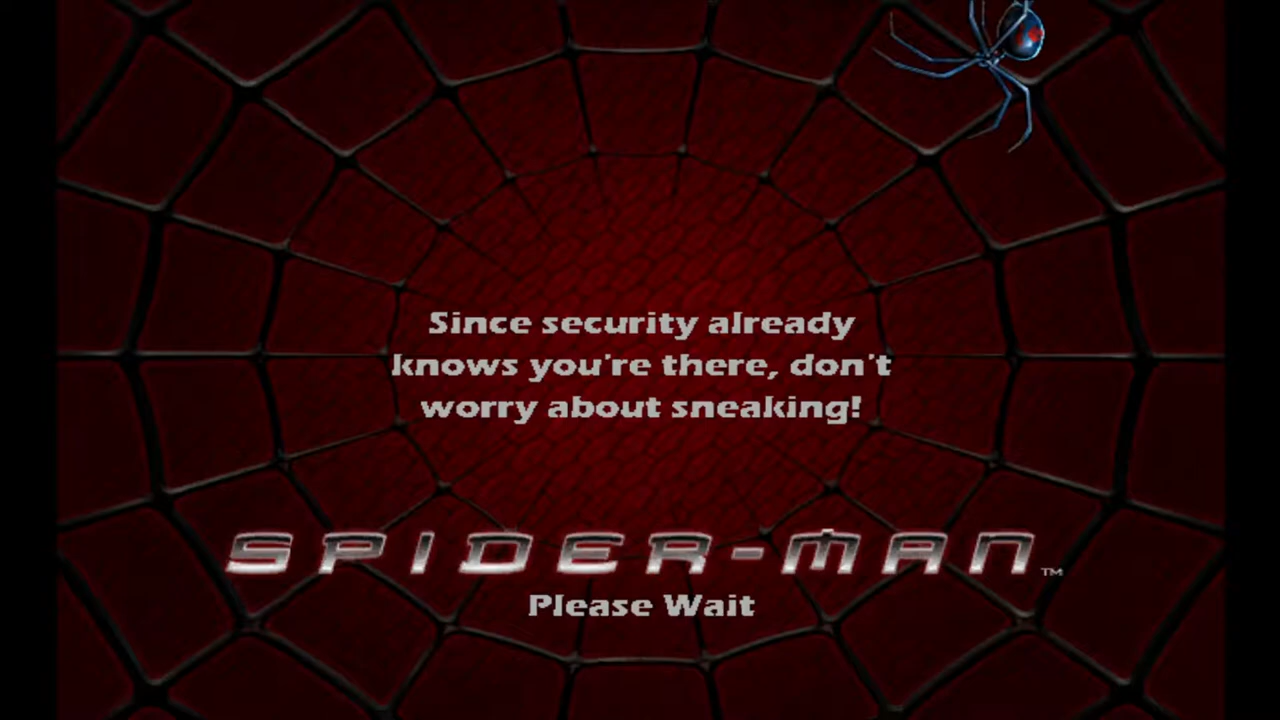 Since security already
knows you're there, don't
worry about sneaking!
SPIDER-MAN™
Please Wait